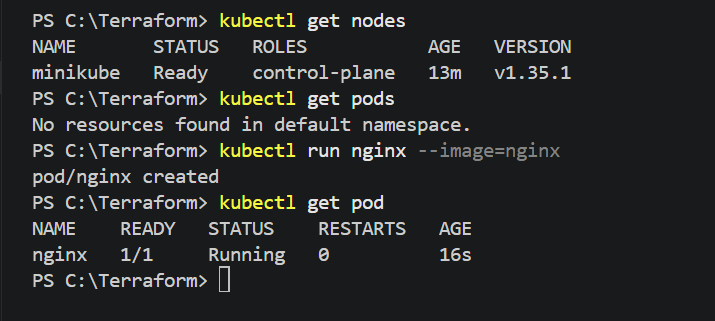 PS C:\Terraform> kubectl get nodes
NAME       STATUS   ROLES           AGE   VERSION
minikube   Ready    control-plane   13m   v1.35.1
PS C:\Terraform> kubectl get pods
No resources found in default namespace.
PS C:\Terraform> kubectl run nginx --image=nginx
pod/nginx created
PS C:\Terraform> kubectl get pod
NAME    READY   STATUS    RESTARTS   AGE
nginx   1/1     Running   0          16s
PS C:\Terraform>